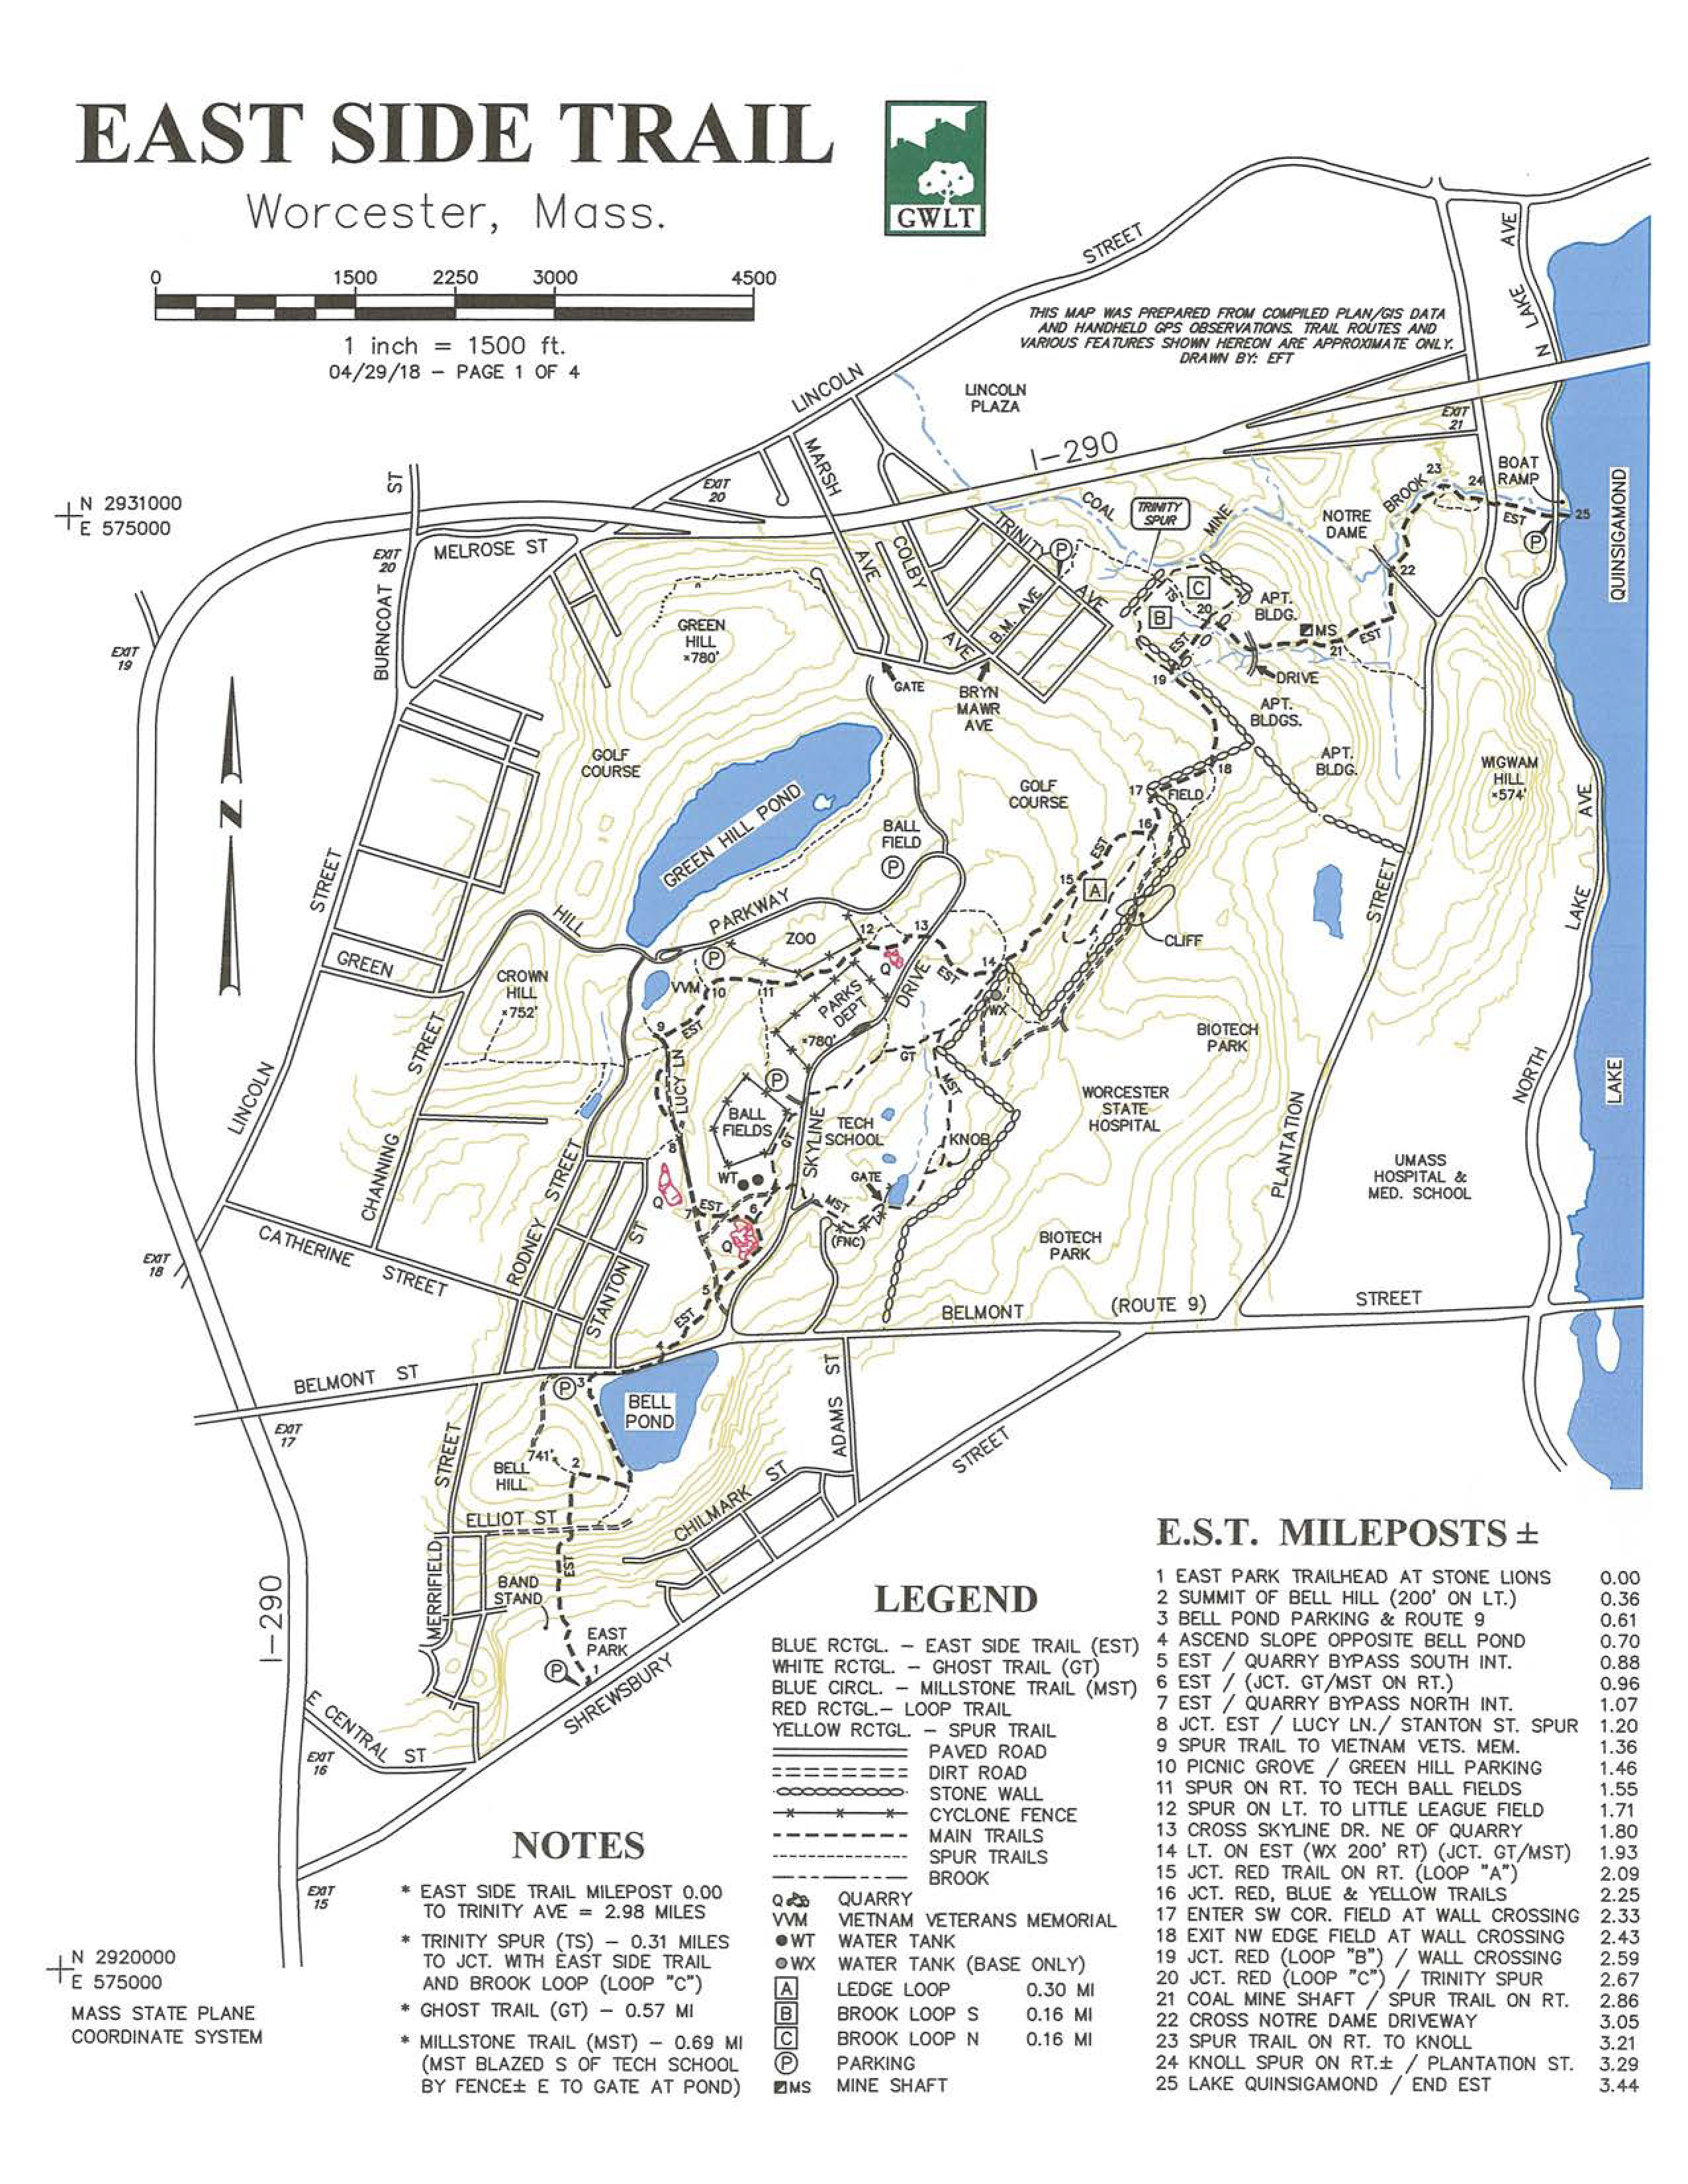 EAST SIDE TRAIL
Worcester, Mass.
GWLT
0 1500 2250 3000 4500
1 inch = 1500 ft.
04/29/18 - PAGE 1 OF 4
THIS MAP WAS PREPARED FROM COMPILED PLAN/GIS DATA
AND HANDHELD GPS OBSERVATIONS. TRAIL ROUTES AND
VARIOUS FEATURES SHOWN HEREON ARE APPROXIMATE ONLY.
DRAWN BY: EFT
STREET
LINCOLN
LINCOLN
PLAZA
AVE
N LAKE
I-290
EXIT
21
EXIT
20
MARSH
AVE
COLBY
AVE
N 2931000
E 575000
ST
BURNCOAT
MELROSE ST
EXIT
20
EXIT
19
COAL
MINE
BROOK
TRINITY
SPUR
TRINITY
AVE
P
B.M. AVE
NOTRE
DAME
23
24
BOAT
RAMP
EST
25
P
22
QUINSIGAMOND
C
TS
20
B
EST
APT.
BLDG.
MS
21
EST
19
DRIVE
APT.
BLDGS.
APT.
BLDG.
GREEN
HILL
×780'
GATE
BRYN
MAWR
AVE
GOLF
COURSE
GOLF
COURSE
GREEN HILL POND
BALL
FIELD
P
18
17
FIELD
16
EST
15
A
CLIFF
WIGWAM
HILL
×574'
N
STREET
GREEN
HILL
PARKWAY
CROWN
HILL
×752'
ZOO
12
13
P
VVM
10
11
Q
PARKS
DEPT
DRIVE
EST
14
WX
9
EST
×780'
GT
MST
LUCY LN
P
BALL
FIELDS
GT
TECH
SCHOOL
SKYLINE
KNOB
GATE
MST
(FNC)
8
WT
Q
7
EST
6
Q
5
EST
4
BIOTECH
PARK
WORCESTER
STATE
HOSPITAL
UMASS
HOSPITAL &
MED. SCHOOL
BIOTECH
PARK
STREET
PLANTATION
AVE
LAKE
NORTH
LAKE
LINCOLN
STREET
CHANNING
STREET
RODNEY
ST
STANTON
CATHERINE
STREET
EXIT
18
BELMONT
(ROUTE 9)
STREET
BELMONT ST
EXIT
17
P
3
BELL
POND
741'
2
BELL
HILL
STREET
MERRIFIELD
ELLIOT ST
EST
BAND
STAND
EAST
PARK
P
1
ST
ADAMS
CHILMARK
ST
STREET
SHREWSBURY
I-290
E CENTRAL ST
EXIT
16
EXIT
15
N 2920000
E 575000
MASS STATE PLANE
COORDINATE SYSTEM
NOTES
* EAST SIDE TRAIL MILEPOST 0.00
TO TRINITY AVE = 2.98 MILES
* TRINITY SPUR (TS) - 0.31 MILES
TO JCT. WITH EAST SIDE TRAIL
AND BROOK LOOP (LOOP "C")
* GHOST TRAIL (GT) - 0.57 MI
* MILLSTONE TRAIL (MST) - 0.69 MI
(MST BLAZED S OF TECH SCHOOL
BY FENCE± E TO GATE AT POND)
LEGEND
BLUE RCTGL. - EAST SIDE TRAIL (EST)
WHITE RCTGL. - GHOST TRAIL (GT)
BLUE CIRCL. - MILLSTONE TRAIL (MST)
RED RCTGL.- LOOP TRAIL
YELLOW RCTGL. - SPUR TRAIL
PAVED ROAD
DIRT ROAD
STONE WALL
CYCLONE FENCE
MAIN TRAILS
SPUR TRAILS
BROOK
Q QUARRY
VVM VIETNAM VETERANS MEMORIAL
WT WATER TANK
WX WATER TANK (BASE ONLY)
A LEDGE LOOP 0.30 MI
B BROOK LOOP S 0.16 MI
C BROOK LOOP N 0.16 MI
P PARKING
MS MINE SHAFT
E.S.T. MILEPOSTS ±
1 EAST PARK TRAILHEAD AT STONE LIONS 0.00
2 SUMMIT OF BELL HILL (200' ON LT.) 0.36
3 BELL POND PARKING & ROUTE 9 0.61
4 ASCEND SLOPE OPPOSITE BELL POND 0.70
5 EST / QUARRY BYPASS SOUTH INT. 0.88
6 EST / (JCT. GT/MST ON RT.) 0.96
7 EST / QUARRY BYPASS NORTH INT. 1.07
8 JCT. EST / LUCY LN./ STANTON ST. SPUR 1.20
9 SPUR TRAIL TO VIETNAM VETS. MEM. 1.36
10 PICNIC GROVE / GREEN HILL PARKING 1.46
11 SPUR ON RT. TO TECH BALL FIELDS 1.55
12 SPUR ON LT. TO LITTLE LEAGUE FIELD 1.71
13 CROSS SKYLINE DR. NE OF QUARRY 1.80
14 LT. ON EST (WX 200' RT) (JCT. GT/MST) 1.93
15 JCT. RED TRAIL ON RT. (LOOP "A") 2.09
16 JCT. RED, BLUE & YELLOW TRAILS 2.25
17 ENTER SW COR. FIELD AT WALL CROSSING 2.33
18 EXIT NW EDGE FIELD AT WALL CROSSING 2.43
19 JCT. RED (LOOP "B") / WALL CROSSING 2.59
20 JCT. RED (LOOP "C") / TRINITY SPUR 2.67
21 COAL MINE SHAFT / SPUR TRAIL ON RT. 2.86
22 CROSS NOTRE DAME DRIVEWAY 3.05
23 SPUR TRAIL ON RT. TO KNOLL 3.21
24 KNOLL SPUR ON RT.± / PLANTATION ST. 3.29
25 LAKE QUINSIGAMOND / END EST 3.44